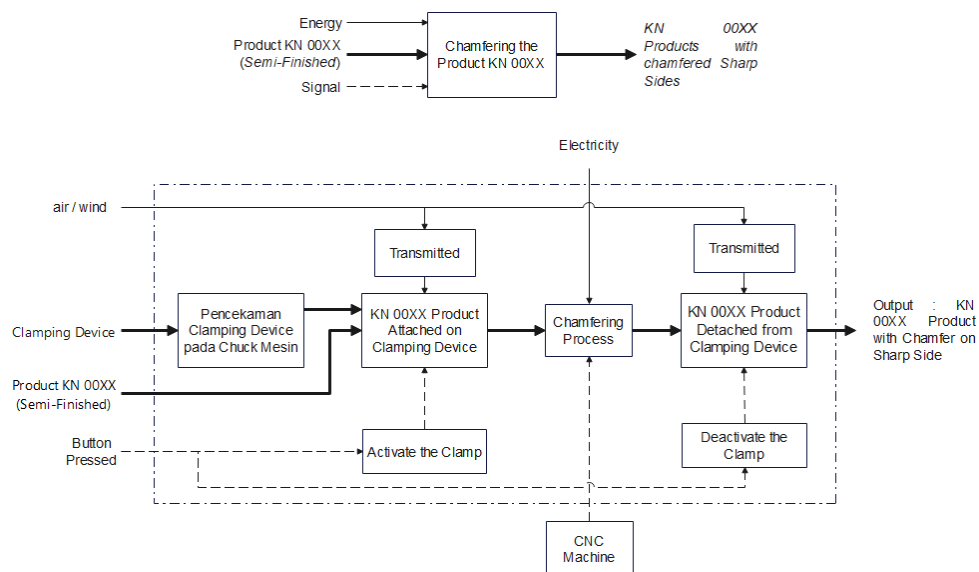 Energy
Product KN 00XX
(Semi-Finished)
Signal
Chamfering the
Product KN 00XX
KN 00XX
Products with
chamfered Sharp
Sides
Electricity
air / wind
Transmitted
Transmitted
Clamping Device
Pencekaman
Clamping Device
pada Chuck Mesin
KN 00XX Product
Attached on
Clamping Device
Chamfering
Process
KN 00XX Product
Detached from
Clamping Device
Output : KN
00XX Product
with Chamfer on
Sharp Side
Product KN 00XX
(Semi-Finished)
Button
Pressed
Activate the Clamp
Deactivate the
Clamp
CNC
Machine